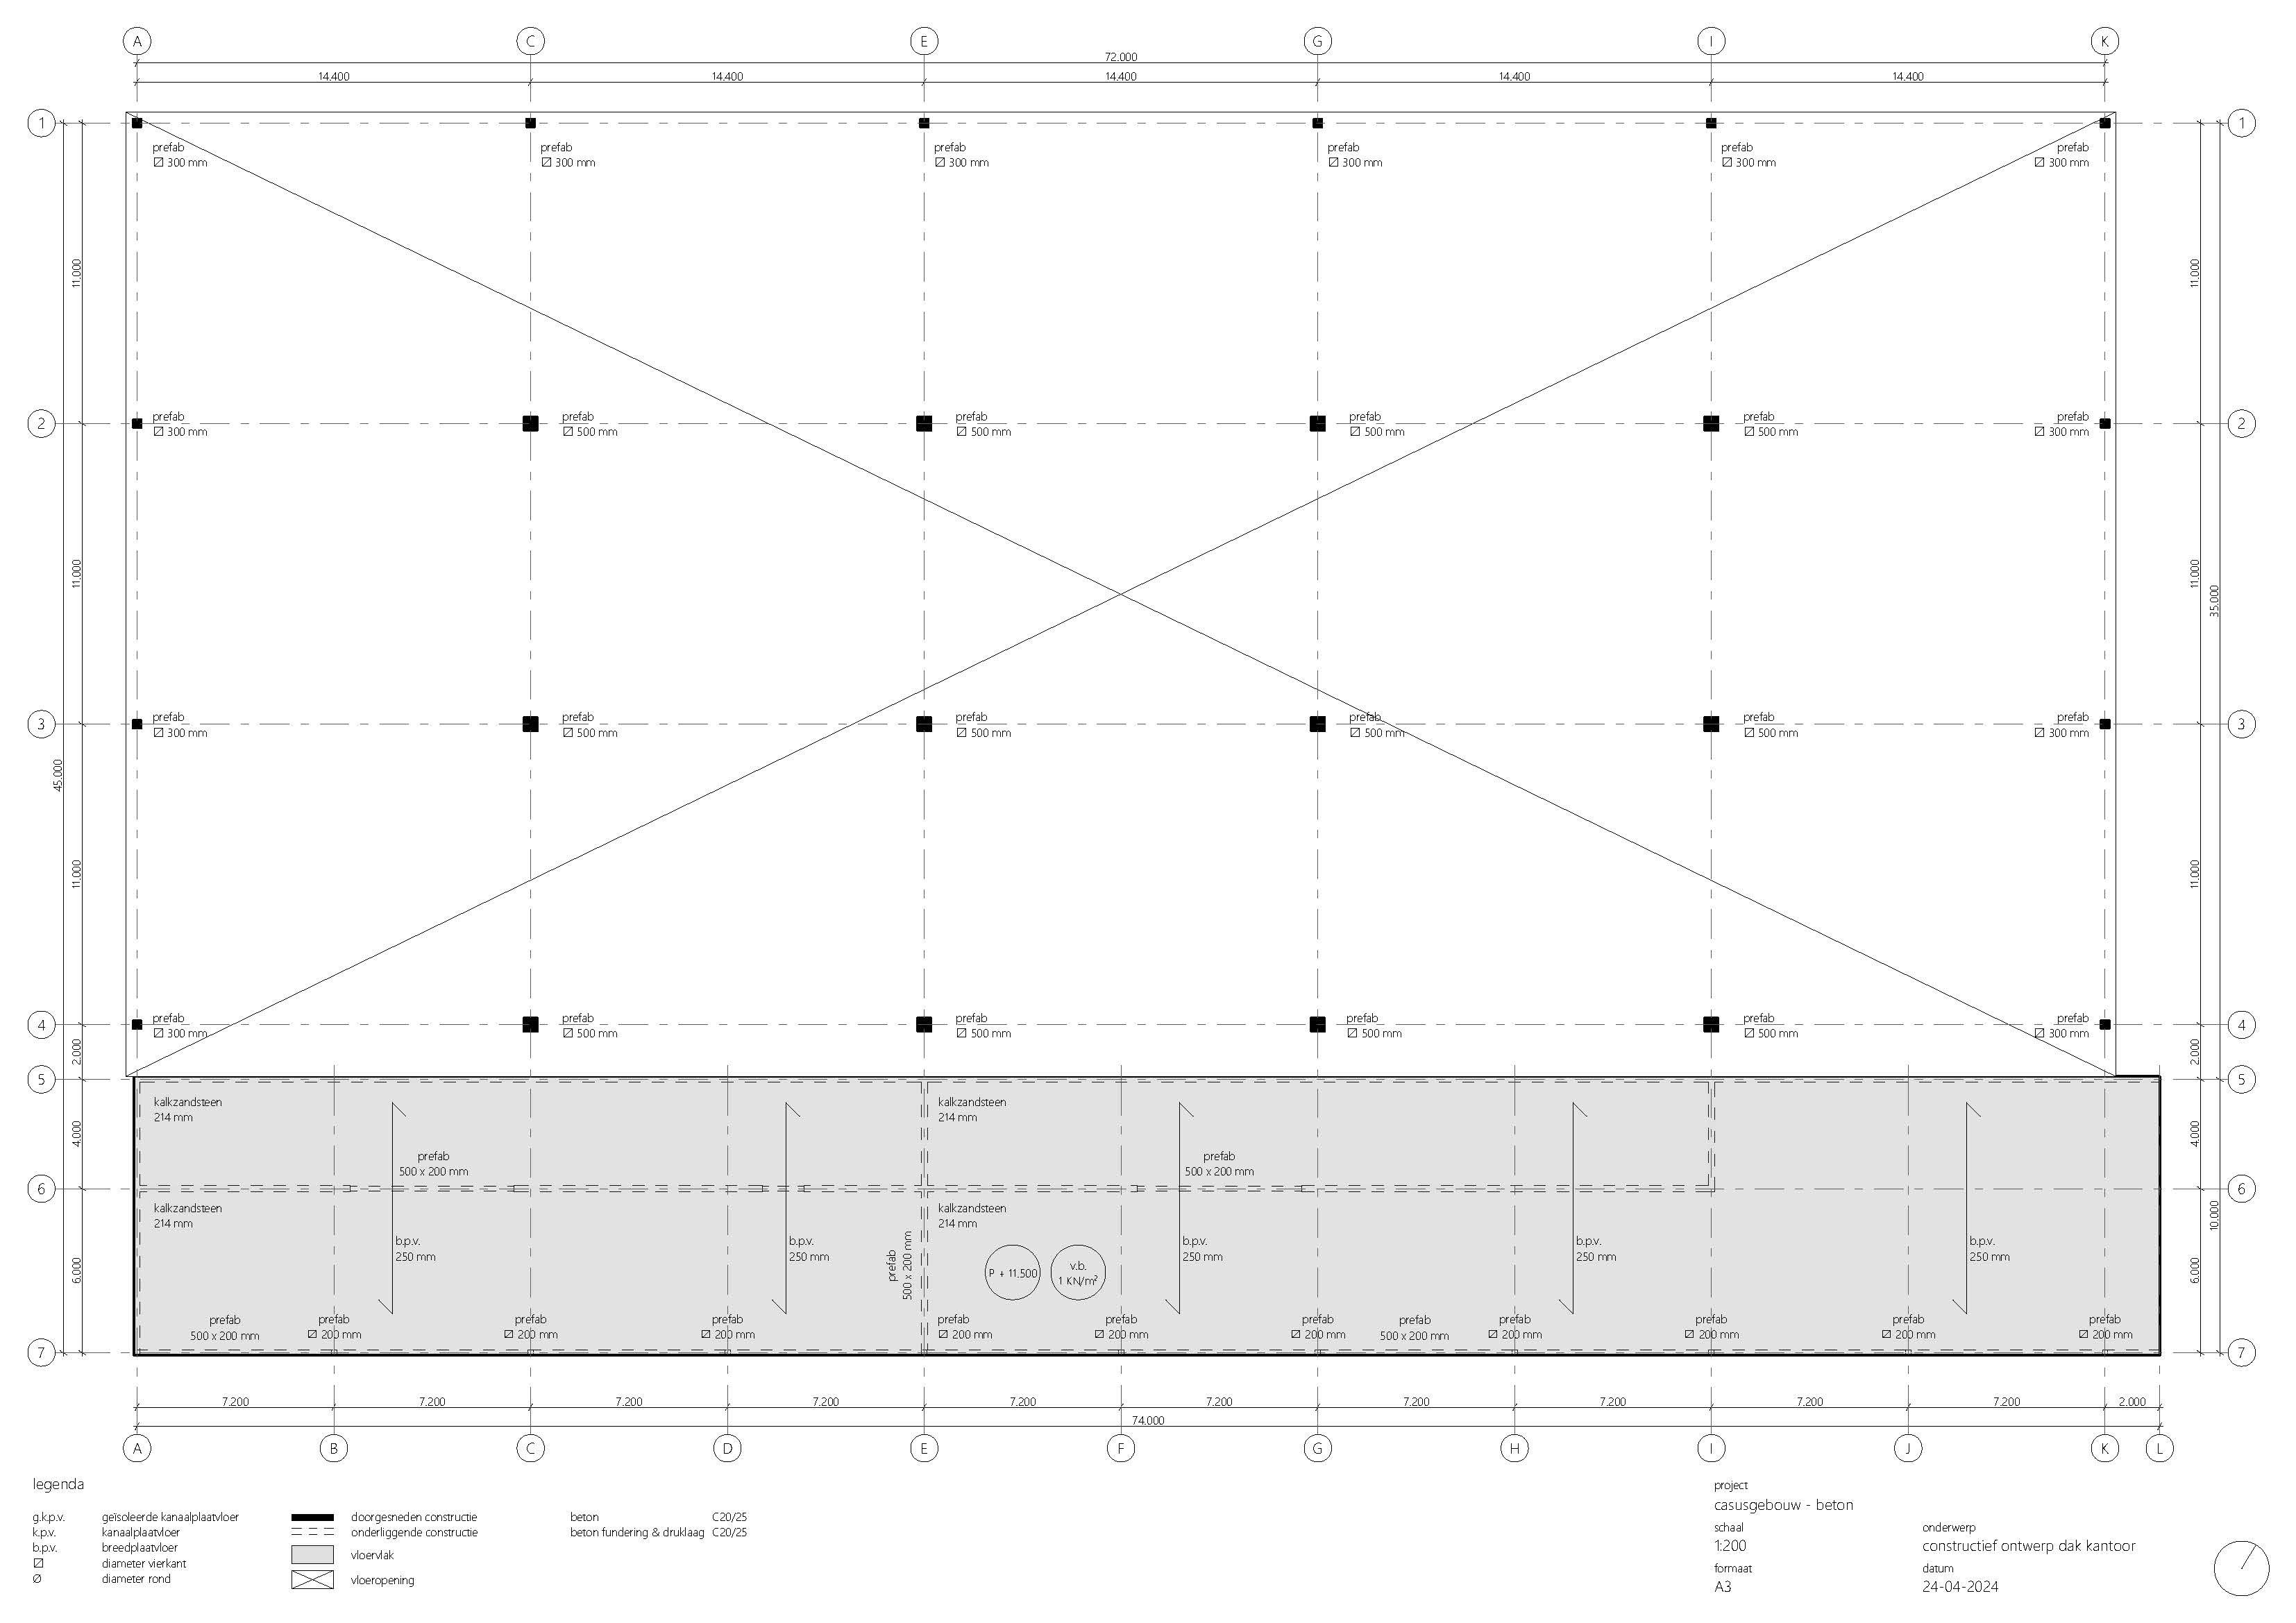 A
C
E
G
I
K
72.000
14.400
14.400
14.400
14.400
14.400
1
1
prefab
300 mm
prefab
300 mm
prefab
300 mm
prefab
300 mm
prefab
300 mm
prefab
300 mm
11.000
11.000
2
2
prefab
300 mm
prefab
500 mm
prefab
500 mm
prefab
500 mm
prefab
500 mm
prefab
300 mm
11.000
11.000
35.000
3
3
prefab
300 mm
prefab
500 mm
prefab
500 mm
prefab
500 mm
prefab
500 mm
prefab
300 mm
45.000
11.000
11.000
4
4
prefab
300 mm
prefab
500 mm
prefab
500 mm
prefab
500 mm
prefab
500 mm
prefab
300 mm
2.000
2.000
5
5
kalkzandsteen
214 mm
kalkzandsteen
214 mm
4.000
4.000
prefab
500 x 200 mm
prefab
500 x 200 mm
6
6
kalkzandsteen
214 mm
kalkzandsteen
214 mm
10.000
b.p.v.
250 mm
b.p.v.
250 mm
prefab
500 x 200 mm
b.p.v.
250 mm
b.p.v.
250 mm
b.p.v.
250 mm
P + 11.500
v.b.
1 KN/m²
6.000
6.000
prefab
500 x 200 mm
prefab
200 mm
prefab
200 mm
prefab
200 mm
prefab
200 mm
prefab
200 mm
prefab
200 mm
prefab
500 x 200 mm
prefab
200 mm
prefab
200 mm
prefab
200 mm
prefab
200 mm
7
7
7.200
7.200
7.200
7.200
7.200
7.200
7.200
7.200
7.200
7.200
2.000
74.000
A
B
C
D
E
F
G
H
I
J
K
L
legenda
g.k.p.v. geïsoleerde kanaalplaatvloer
k.p.v. kanaalplaatvloer
b.p.v. breedplaatvloer
diameter vierkant
Ø diameter rond
doorgesneden constructie
onderliggende constructie
vloervlak
vloeropening
beton C20/25
beton fundering & druklaag C20/25
project
casusgebouw - beton
schaal
1:200
formaat
A3
onderwerp
constructief ontwerp dak kantoor
datum
24-04-2024